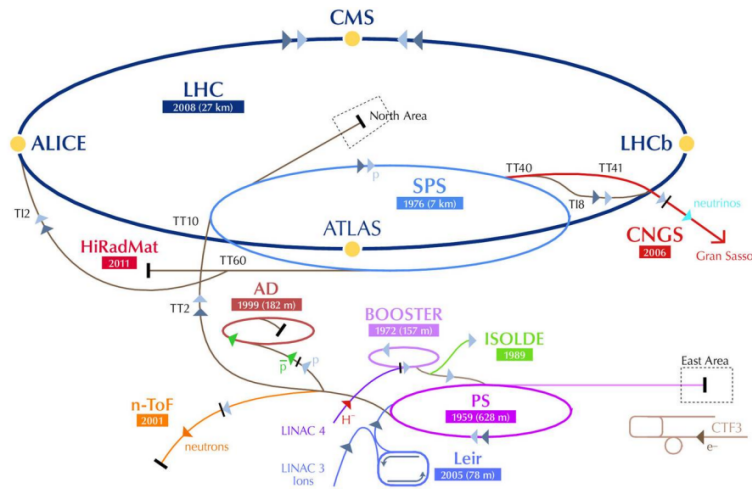 CMS
LHC
2008 (27 km)
North Area
ALICE
LHCb
TT40
TT41
SPS
1976 (7 km)
p
TI8
TI2
TT10
ATLAS
neutrinos
CNGS
2006
Gran Sasso
HiRadMat
2011
TT60
AD
1999 (182 m)
TT2
BOOSTER
1972 (157 m)
ISOLDE
1989
p̅
p
East Area
n-ToF
2001
PS
1959 (628 m)
neutrons
LINAC 4
H⁻
CTF3
e⁻
LINAC 3
Ions
Leir
2005 (78 m)